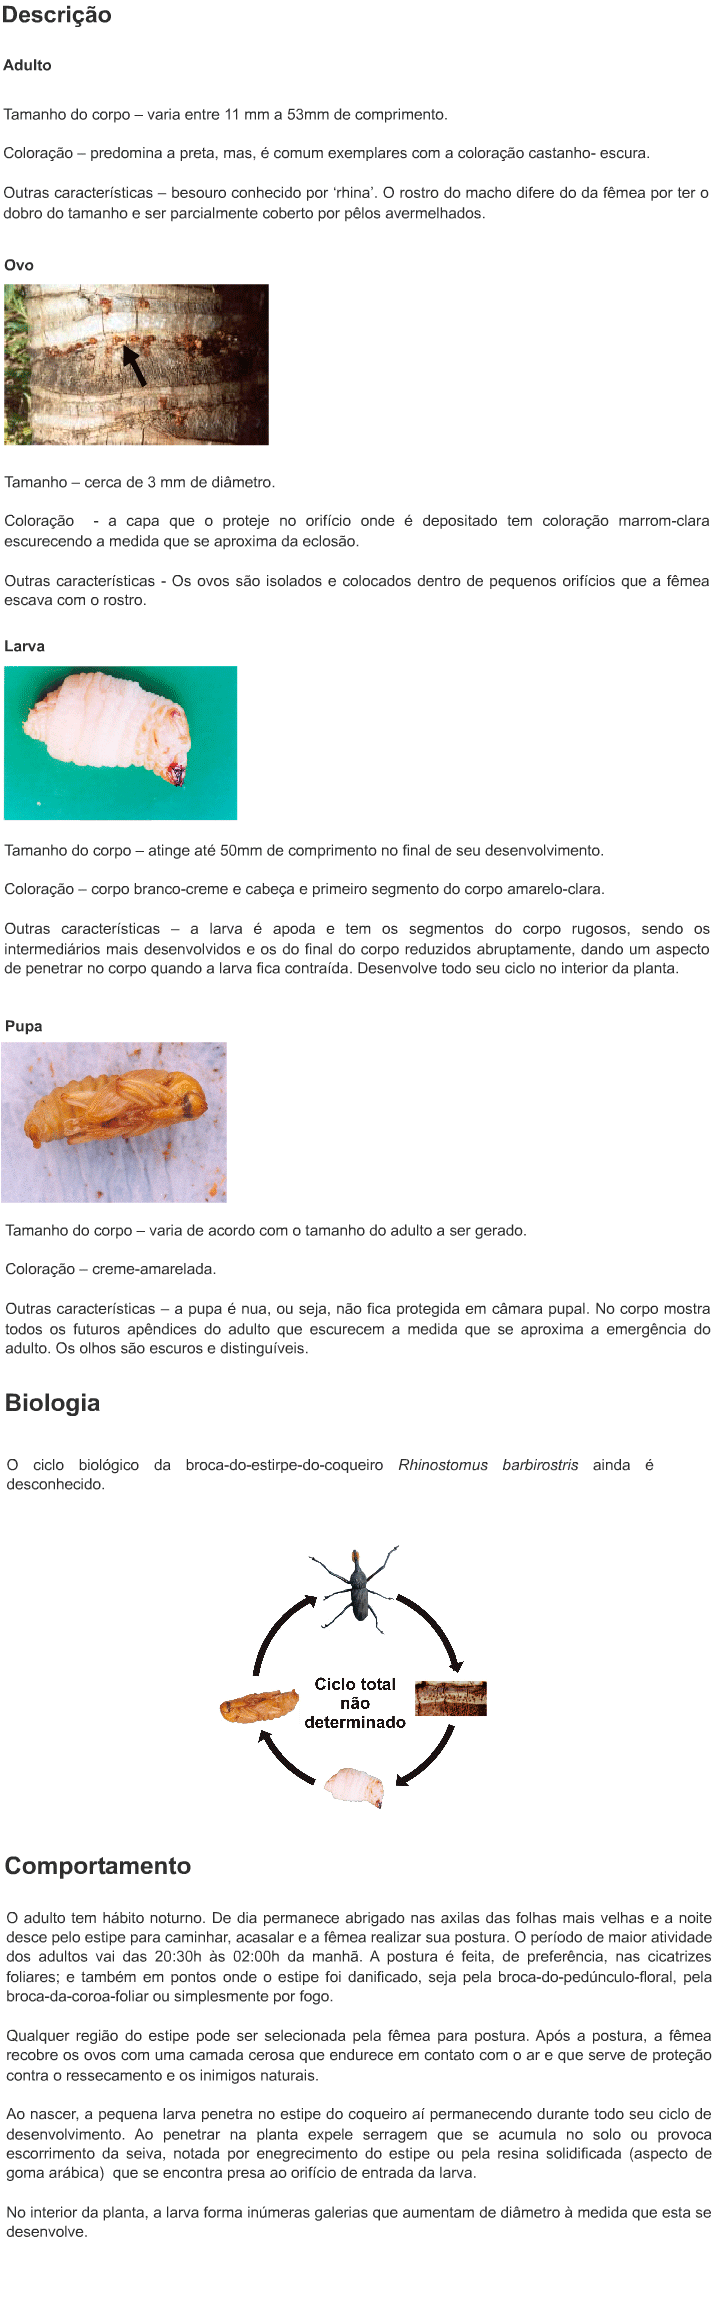 Descrição
Adulto
Tamanho do corpo – varia entre 11 mm a 53mm de comprimento.
Coloração – predomina a preta, mas, é comum exemplares com a coloração castanho- escura.
Outras características – besouro conhecido por ‘rhina’. O rostro do macho difere do da fêmea por ter o
dobro do tamanho e ser parcialmente coberto por pêlos avermelhados.
Ovo
Tamanho – cerca de 3 mm de diâmetro.
Coloração - a capa que o proteje no orifício onde é depositado tem coloração marrom-clara
escurecendo a medida que se aproxima da eclosão.
Outras características - Os ovos são isolados e colocados dentro de pequenos orifícios que a fêmea
escava com o rostro.
Larva
Tamanho do corpo – atinge até 50mm de comprimento no final de seu desenvolvimento.
Coloração – corpo branco-creme e cabeça e primeiro segmento do corpo amarelo-clara.
Outras características – a larva é apoda e tem os segmentos do corpo rugosos, sendo os
intermediários mais desenvolvidos e os do final do corpo reduzidos abruptamente, dando um aspecto
de penetrar no corpo quando a larva fica contraída. Desenvolve todo seu ciclo no interior da planta.
Pupa
Tamanho do corpo – varia de acordo com o tamanho do adulto a ser gerado.
Coloração – creme-amarelada.
Outras características – a pupa é nua, ou seja, não fica protegida em câmara pupal. No corpo mostra
todos os futuros apêndices do adulto que escurecem a medida que se aproxima a emergência do
adulto. Os olhos são escuros e distinguíveis.
Biologia
O ciclo biológico da broca-do-estirpe-do-coqueiro Rhinostomus barbirostris ainda é
desconhecido.
Ciclo total
não
determinado
Comportamento
O adulto tem hábito noturno. De dia permanece abrigado nas axilas das folhas mais velhas e a noite
desce pelo estipe para caminhar, acasalar e a fêmea realizar sua postura. O período de maior atividade
dos adultos vai das 20:30h às 02:00h da manhã. A postura é feita, de preferência, nas cicatrizes
foliares; e também em pontos onde o estipe foi danificado, seja pela broca-do-pedúnculo-floral, pela
broca-da-coroa-foliar ou simplesmente por fogo.
Qualquer região do estipe pode ser selecionada pela fêmea para postura. Após a postura, a fêmea
recobre os ovos com uma camada cerosa que endurece em contato com o ar e que serve de proteção
contra o ressecamento e os inimigos naturais.
Ao nascer, a pequena larva penetra no estipe do coqueiro aí permanecendo durante todo seu ciclo de
desenvolvimento. Ao penetrar na planta expele serragem que se acumula no solo ou provoca
escorrimento da seiva, notada por enegrecimento do estipe ou pela resina solidificada (aspecto de
goma arábica) que se encontra presa ao orifício de entrada da larva.
No interior da planta, a larva forma inúmeras galerias que aumentam de diâmetro à medida que esta se
desenvolve.